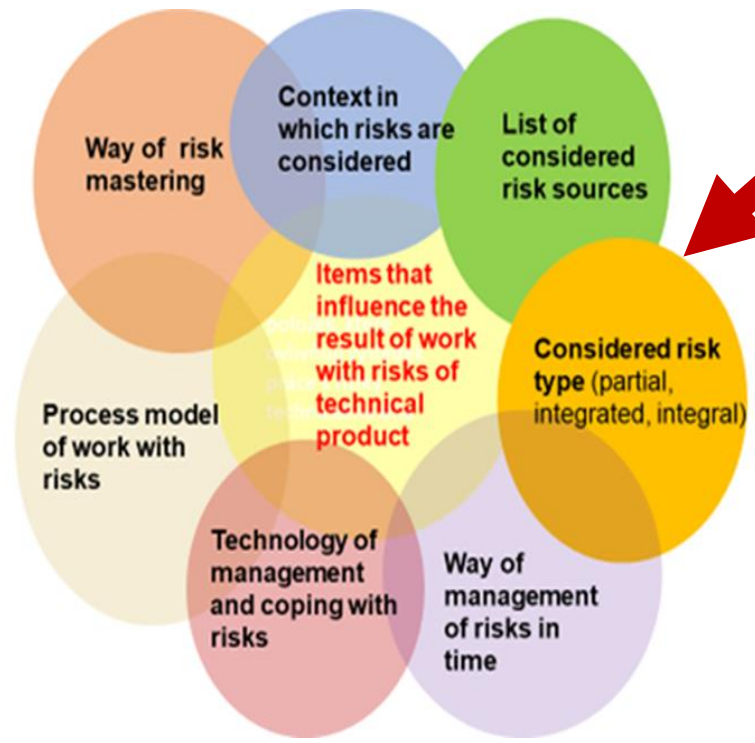 Context in
which risks are
considered
List of
considered
risk sources
Way of risk
mastering
Items that
influence the
result of work
with risks of
technical
product
Considered risk
type (partial,
integrated, integral)
Process model
of work with
risks
Technology of
management
and coping with
risks
Way of
management
of risks in
time